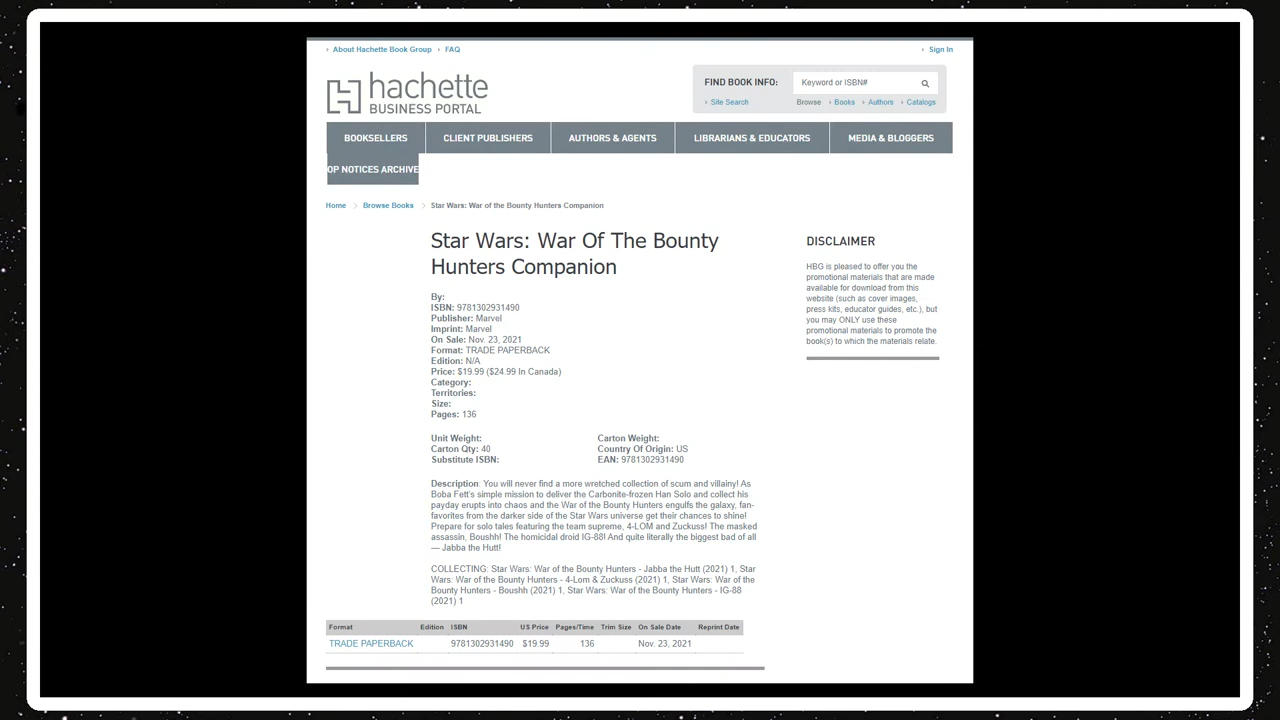 About Hachette Book Group FAQ Sign In
hachette
BUSINESS PORTAL
FIND BOOK INFO: Keyword or ISBN#
Site Search Browse Books Authors Catalogs
BOOKSELLERS CLIENT PUBLISHERS AUTHORS & AGENTS LIBRARIANS & EDUCATORS MEDIA & BLOGGERS
OP NOTICES ARCHIVE
Home Browse Books Star Wars: War of the Bounty Hunters Companion
Star Wars: War Of The Bounty
Hunters Companion
By:
ISBN: 9781302931490
Publisher: Marvel
Imprint: Marvel
On Sale: Nov. 23, 2021
Format: TRADE PAPERBACK
Edition: N/A
Price: $19.99 ($24.99 In Canada)
Category:
Territories:
Size:
Pages: 136
Unit Weight: Carton Weight:
Carton Qty: 40 Country Of Origin: US
Substitute ISBN: EAN: 9781302931490
Description: You will never find a more wretched collection of scum and villainy! As
Boba Fett's simple mission to deliver the Carbonite-frozen Han Solo and collect his
payday erupts into chaos and the War of the Bounty Hunters engulfs the galaxy, fan-
favorites from the darker side of the Star Wars universe get their chances to shine!
Prepare for solo tales featuring the team supreme, 4-LOM and Zuckuss! The masked
assassin, Boushh! The homicidal droid IG-88! And quite literally the biggest bad of all
— Jabba the Hutt!
COLLECTING: Star Wars: War of the Bounty Hunters - Jabba the Hutt (2021) 1, Star
Wars: War of the Bounty Hunters - 4-Lom & Zuckuss (2021) 1, Star Wars: War of the
Bounty Hunters - Boushh (2021) 1, Star Wars: War of the Bounty Hunters - IG-88
(2021) 1
Format Edition ISBN US Price Pages/Time Trim Size On Sale Date Reprint Date
TRADE PAPERBACK 9781302931490 $19.99 136 Nov. 23, 2021
DISCLAIMER
HBG is pleased to offer you the
promotional materials that are made
available for download from this
website (such as cover images,
press kits, educator guides, etc.), but
you may ONLY use these
promotional materials to promote the
book(s) to which the materials relate.